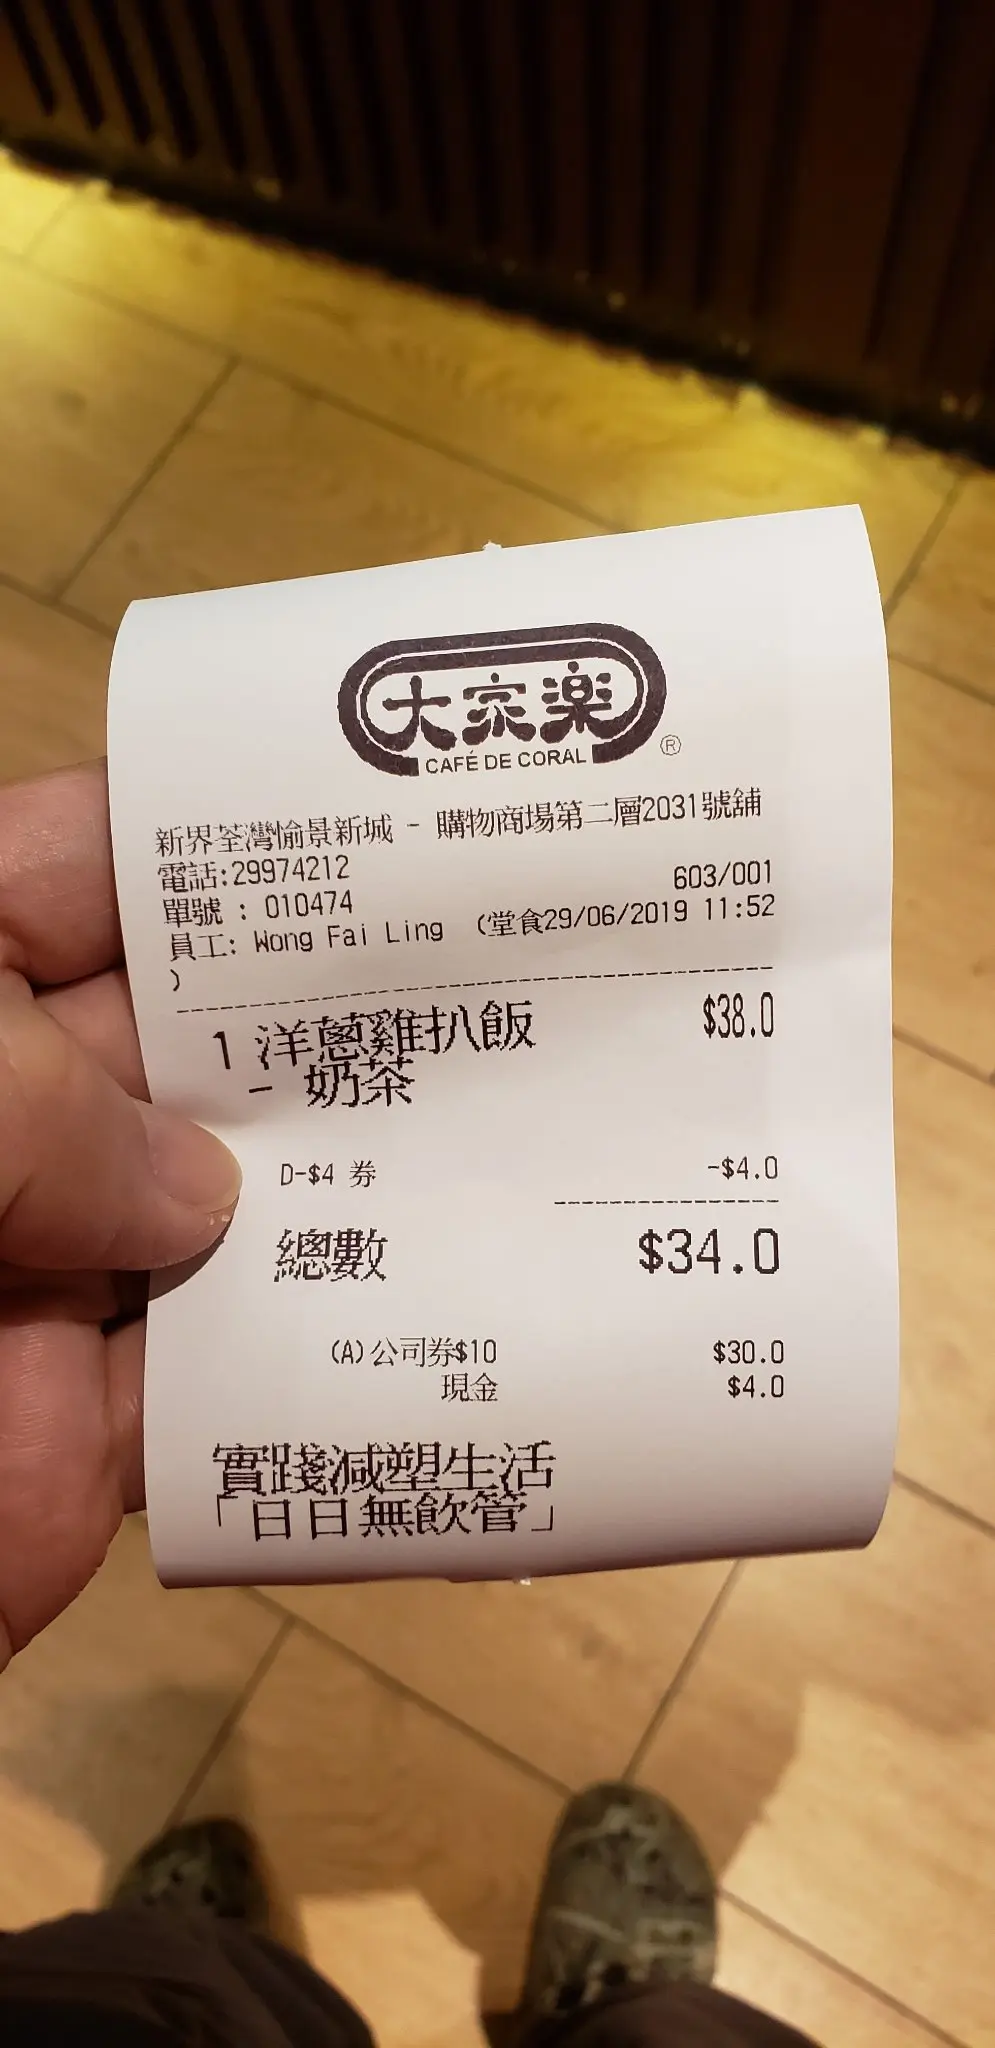 大家樂
CAFÉ DE CORAL
®
新界荃灣愉景新城 - 購物商場第二層2031號舖
電話:29974212
603/001
單號 : 010474
員工: Wong Fai Ling (堂食29/06/2019 11:52
)
1 洋蔥雞扒飯 $38.0
- 奶茶
D-$4 券 -$4.0
總數 $34.0
(A)公司券$10 $30.0
現金 $4.0
實踐減塑生活
「日日無飲管」